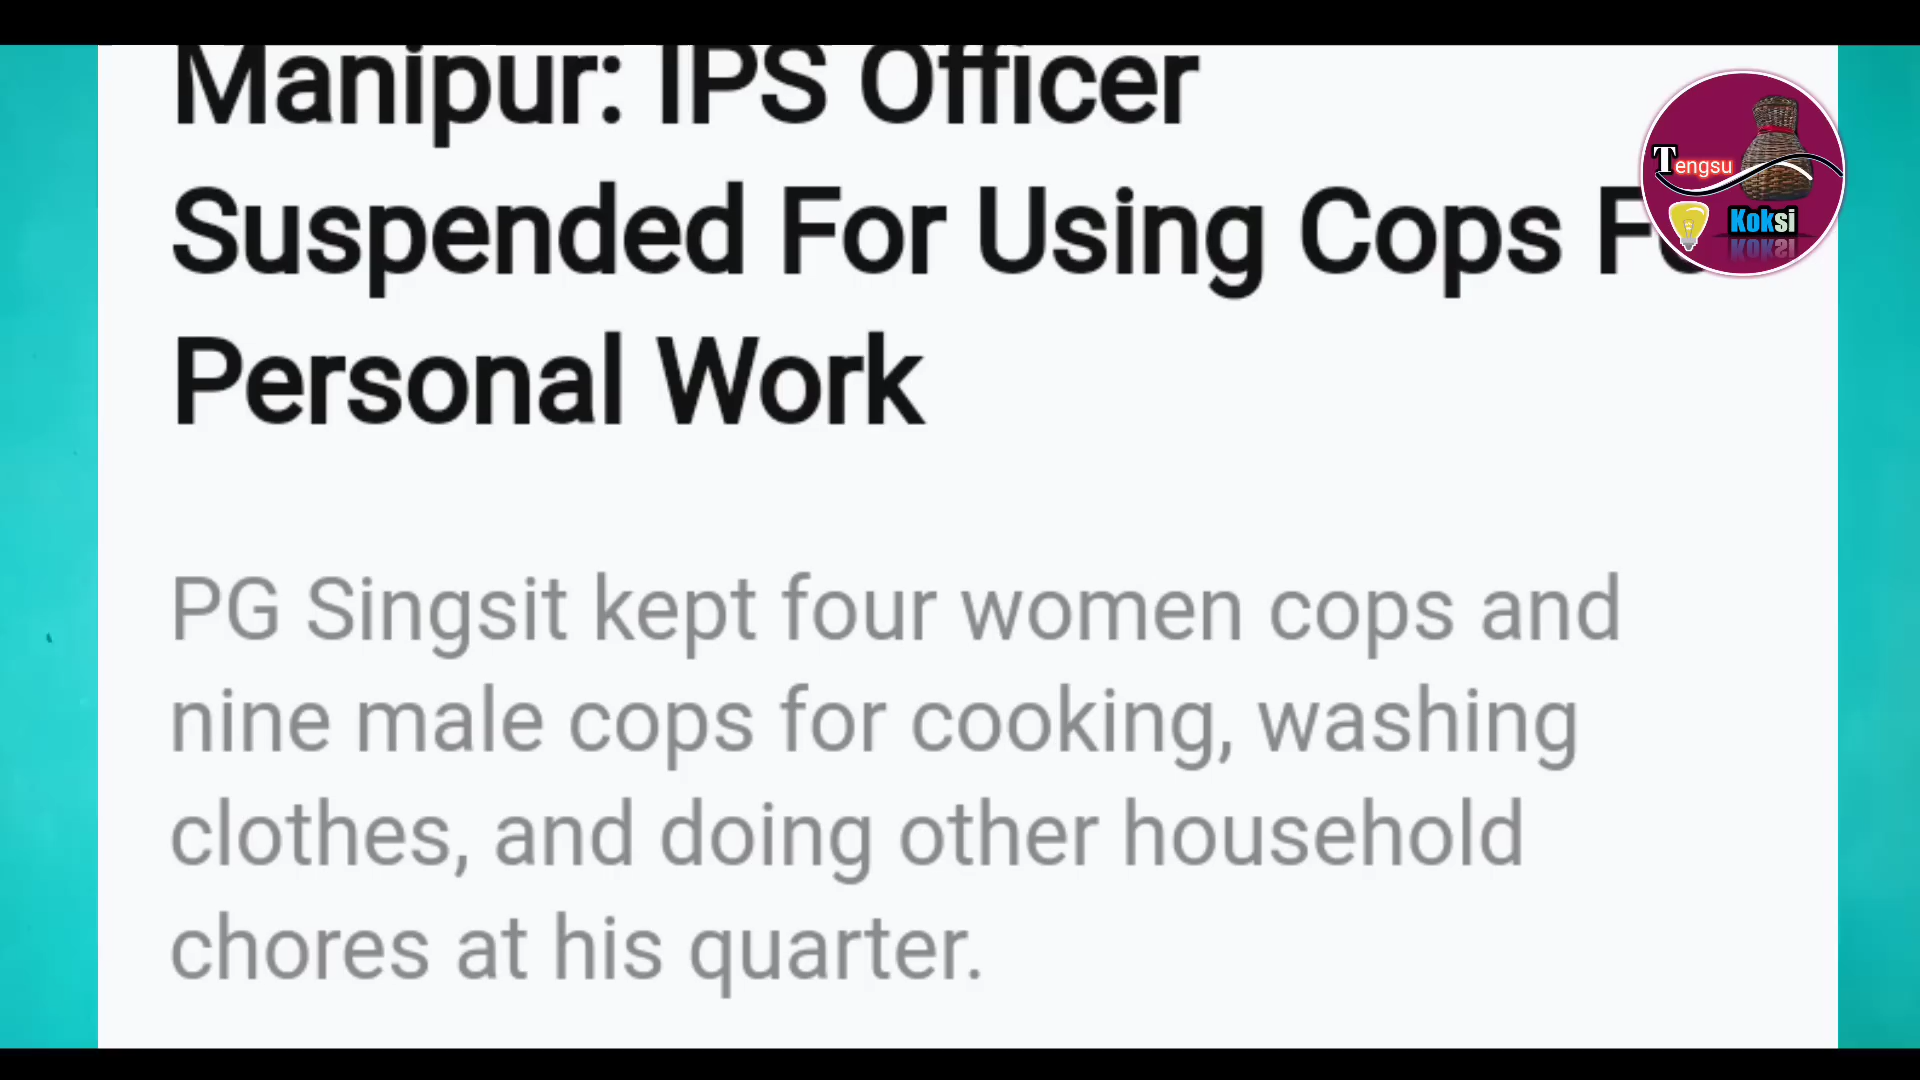 Manipur: IPS Officer
Suspended For Using Cops
Personal Work
PG Singsit kept four women cops and
nine male cops for cooking, washing
clothes, and doing other household
chores at his quarter.
Tengsu
Koksi